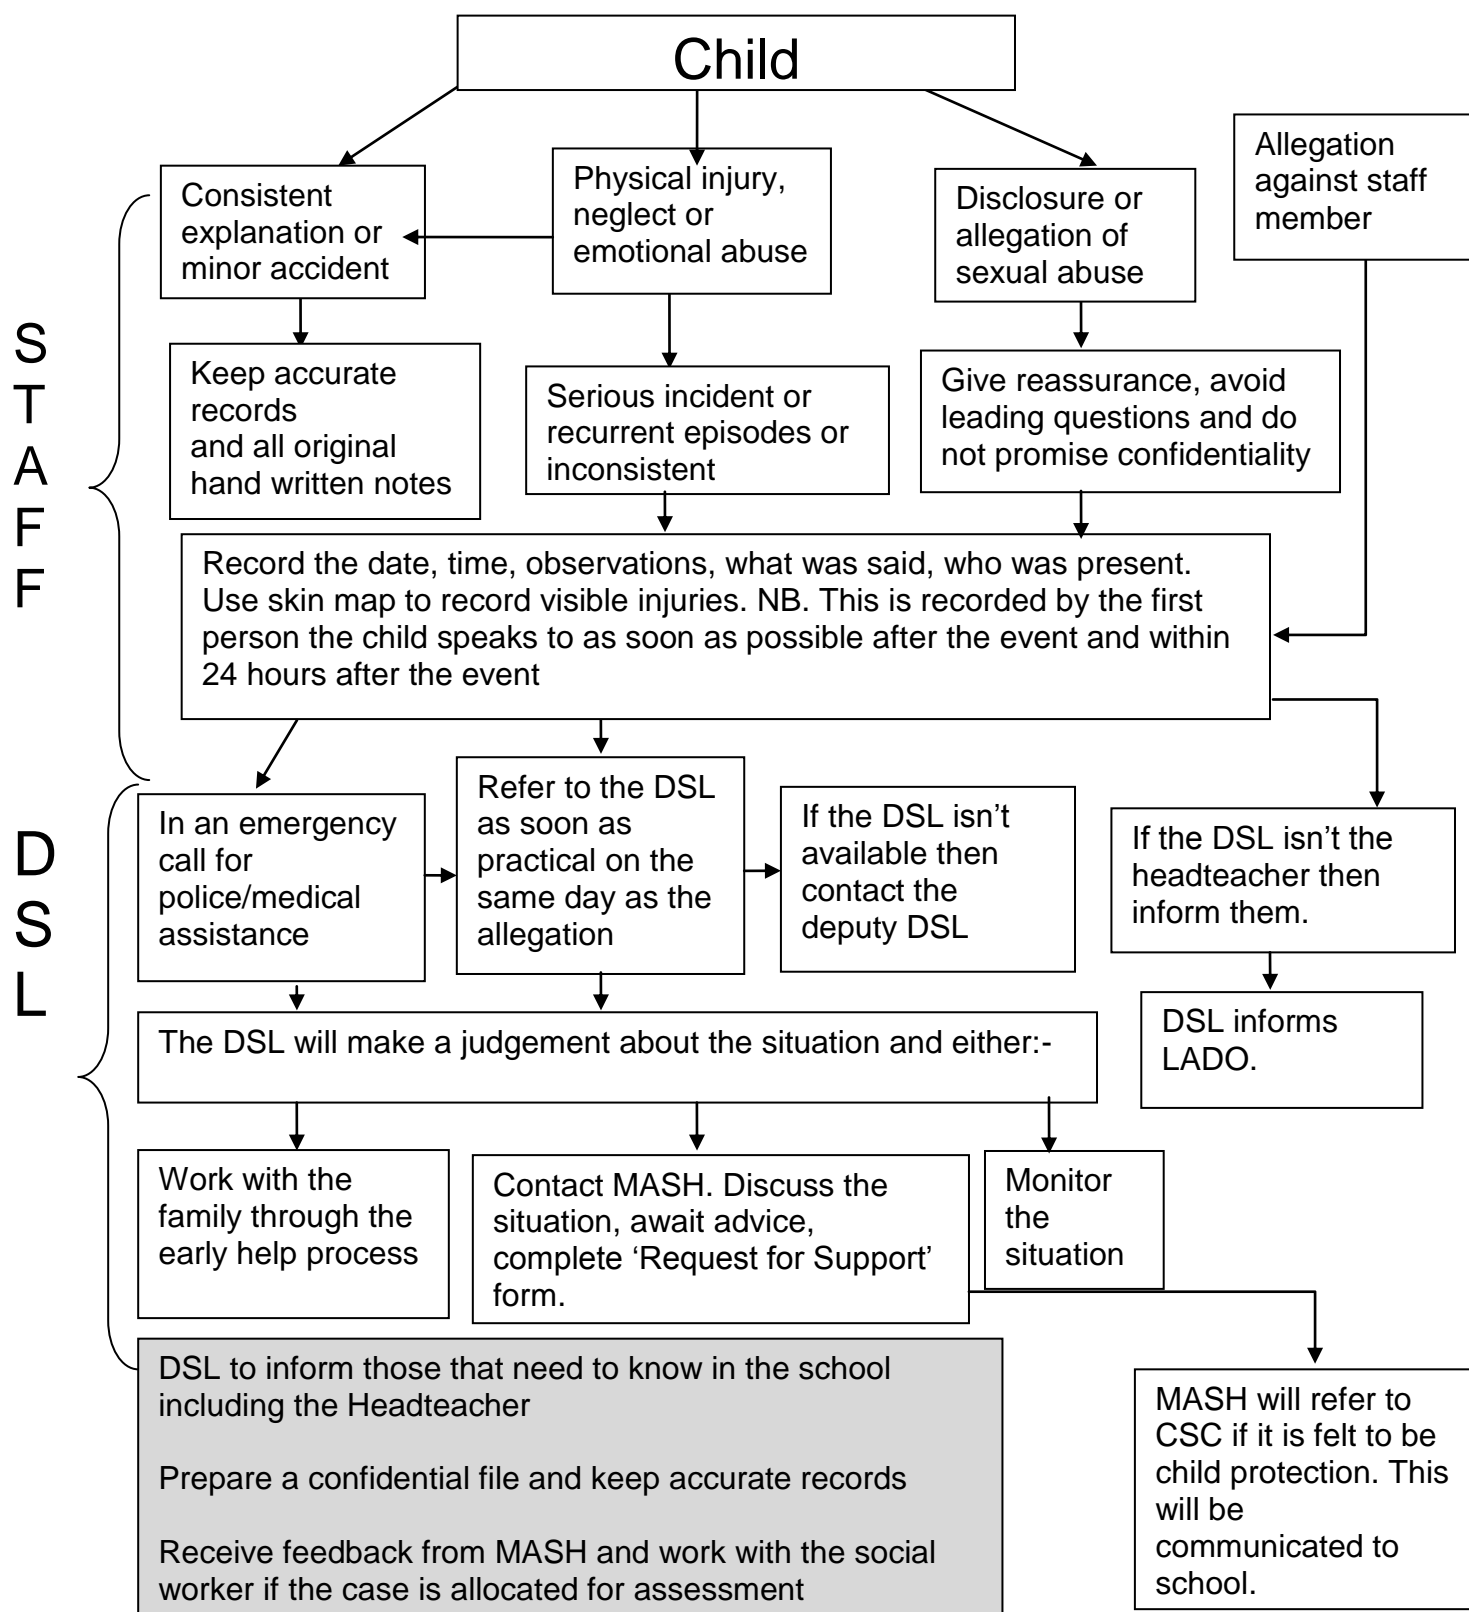 Child
Allegation
against staff
member
Consistent
explanation or
minor accident
Physical injury,
neglect or
emotional abuse
Disclosure or
allegation of
sexual abuse
S
T
A
F
F
Keep accurate
records
and all original
hand written notes
Serious incident or
recurrent episodes or
inconsistent
Give reassurance, avoid
leading questions and do
not promise confidentiality
Record the date, time, observations, what was said, who was present.
Use skin map to record visible injuries. NB. This is recorded by the first
person the child speaks to as soon as possible after the event and within
24 hours after the event
D
S
L
In an emergency
call for
police/medical
assistance
Refer to the DSL
as soon as
practical on the
same day as the
allegation
If the DSL isn’t
available then
contact the
deputy DSL
If the DSL isn’t the
headteacher then
inform them.
DSL informs
LADO.
The DSL will make a judgement about the situation and either:-
Work with the
family through the
early help process
Contact MASH. Discuss the
situation, await advice,
complete ‘Request for Support’
form.
Monitor
the
situation
DSL to inform those that need to know in the school
including the Headteacher
Prepare a confidential file and keep accurate records
Receive feedback from MASH and work with the social
worker if the case is allocated for assessment
MASH will refer to
CSC if it is felt to be
child protection. This
will be
communicated to
school.